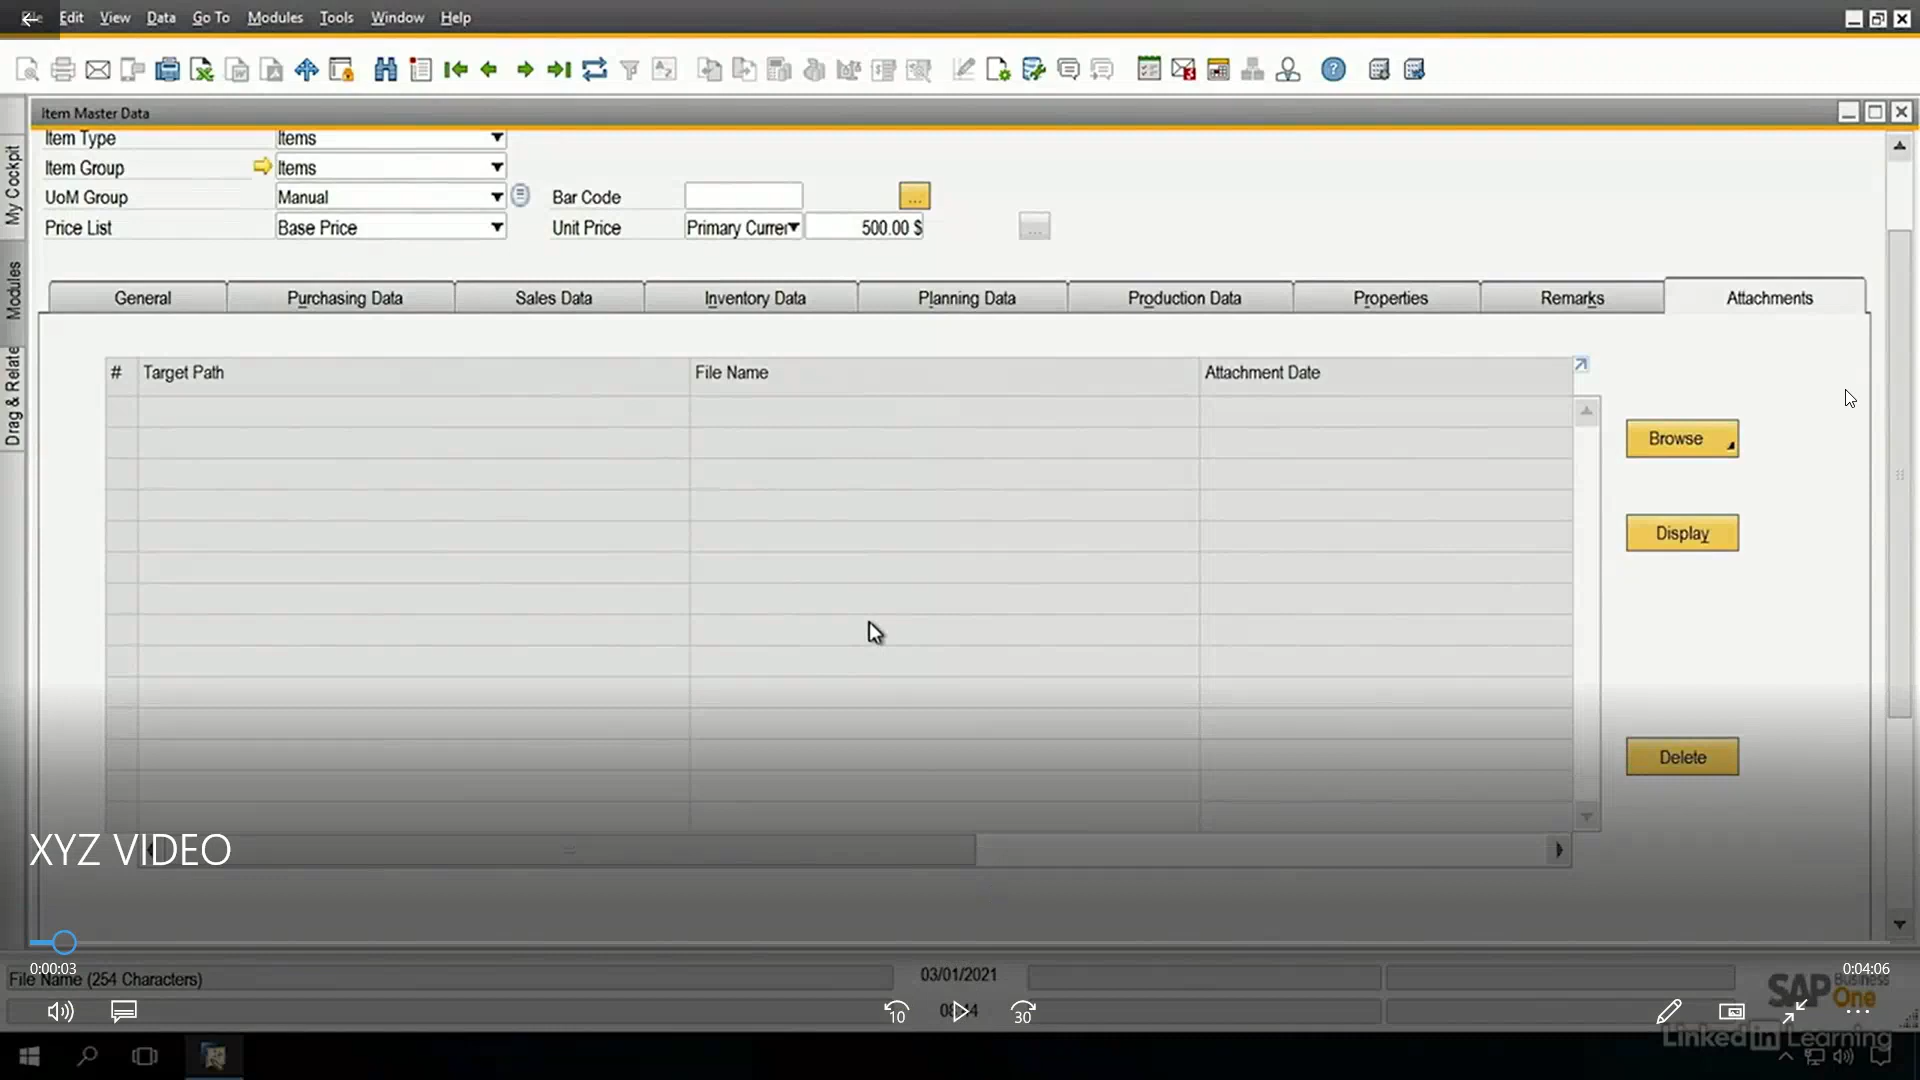 File Edit View Data Go To Modules Tools Window Help
Item Master Data
Item Type Items
Item Group Items
UoM Group Manual Bar Code ...
Price List Base Price Unit Price Primary Currer 500.00 $ ...
My Cockpit
Modules
Drag & Relate
General Purchasing Data Sales Data Inventory Data Planning Data Production Data Properties Remarks Attachments
# Target Path File Name Attachment Date
Browse
Display
Delete
XYZ VIDEO
0:00:03 0:04:06
File Name (254 Characters) 03/01/2021
SAP Business One
10 30
LinkedIn Learning